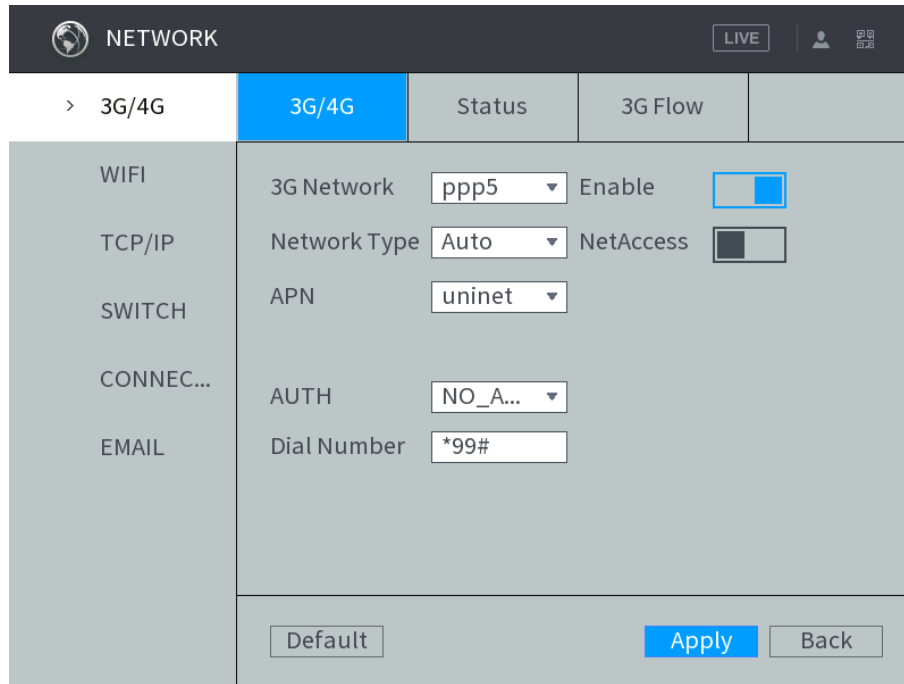 NETWORK
LIVE
3G/4G
3G/4G Status 3G Flow
WIFI
TCP/IP
SWITCH
CONNEC...
EMAIL
3G Network ppp5 Enable
Network Type Auto NetAccess
APN uninet
AUTH NO_A...
Dial Number *99#
Default Apply Back